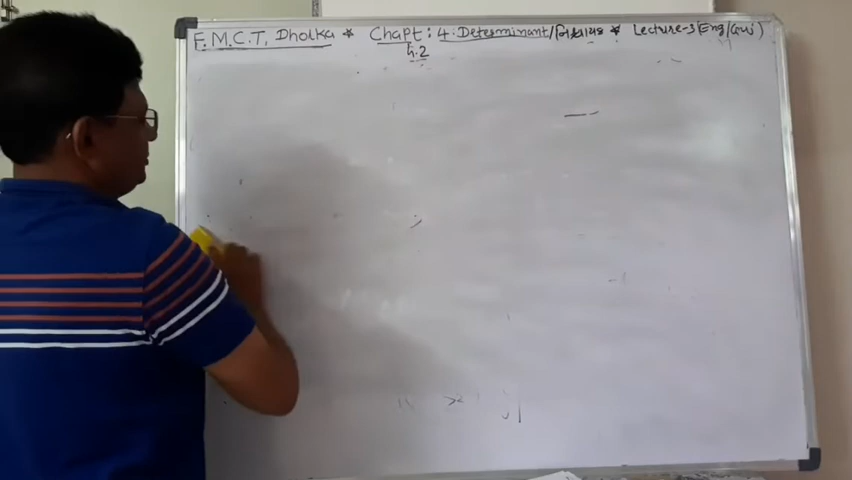 F.M.C.T. Dholka * Chapt: 4. Determinant/નિશ્ચાયક * Lecture-3 (Eng/Guj)
4.2